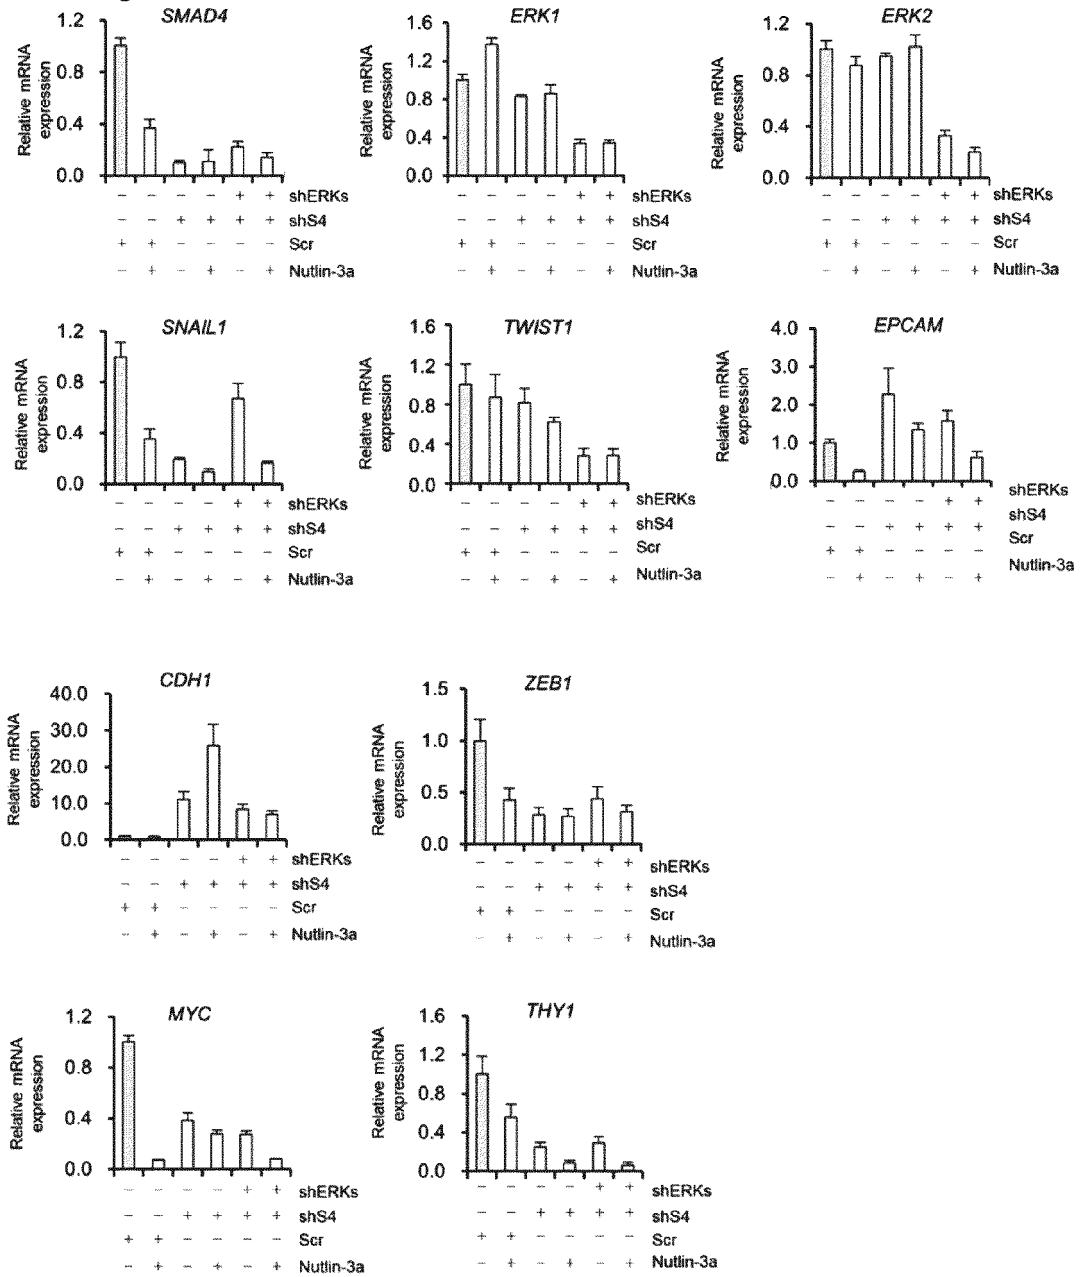 SMAD4
Relative mRNA
expression
1.2
0.8
0.4
0.0
– – – – + + shERKs
– – + + + + shS4
+ + – – – – Scr
– + – + – + Nutlin-3a
ERK1
Relative mRNA
expression
1.6
1.2
0.8
0.4
0.0
– – – – + + shERKs
– – + + + + shS4
+ + – – – – Scr
– + – + – + Nutlin-3a
ERK2
Relative mRNA
expression
1.2
0.8
0.4
0.0
– – – – + + shERKs
– – + + + + shS4
+ + – – – – Scr
– + – + – + Nutlin-3a
SNAIL1
Relative mRNA
expression
1.2
0.8
0.4
0.0
– – – – + + shERKs
– – + + + + shS4
+ + – – – – Scr
– + – + – + Nutlin-3a
TWIST1
Relative mRNA
expression
1.6
1.2
0.8
0.4
0.0
– – – – + + shERKs
– – + + + + shS4
+ + – – – – Scr
– + – + – + Nutlin-3a
EPCAM
Relative mRNA
expression
4.0
3.0
2.0
1.0
0.0
– – – – + + shERKs
– – + + + + shS4
+ + – – – – Scr
– + – + – + Nutlin-3a
CDH1
Relative mRNA
expression
40.0
30.0
20.0
10.0
0.0
– – – – + + shERKs
– – + + + + shS4
+ + – – – – Scr
– + – + – + Nutlin-3a
ZEB1
Relative mRNA
expression
1.5
1.0
0.5
0.0
– – – – + + shERKs
– – + + + + shS4
+ + – – – – Scr
– + – + – + Nutlin-3a
MYC
Relative mRNA
expression
1.2
0.8
0.4
0.0
– – – – + + shERKs
– – + + + + shS4
+ + – – – – Scr
– + – + – + Nutlin-3a
THY1
Relative mRNA
expression
1.6
1.2
0.8
0.4
0.0
– – – – + + shERKs
– – + + + + shS4
+ + – – – – Scr
– + – + – + Nutlin-3a